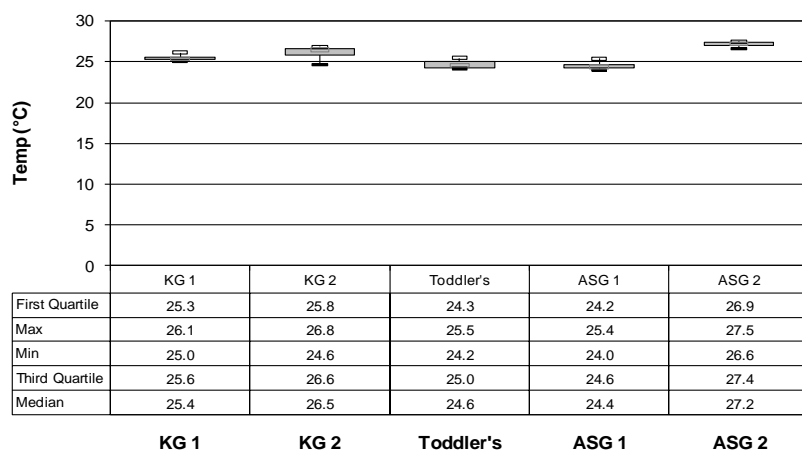 30
25
20
15
10
5
0
Temp (°C)
KG 1 KG 2 Toddler's ASG 1 ASG 2
First Quartile 25.3 25.8 24.3 24.2 26.9
Max 26.1 26.8 25.5 25.4 27.5
Min 25.0 24.6 24.2 24.0 26.6
Third Quartile 25.6 26.6 25.0 24.6 27.4
Median 25.4 26.5 24.6 24.4 27.2
KG 1 KG 2 Toddler's ASG 1 ASG 2